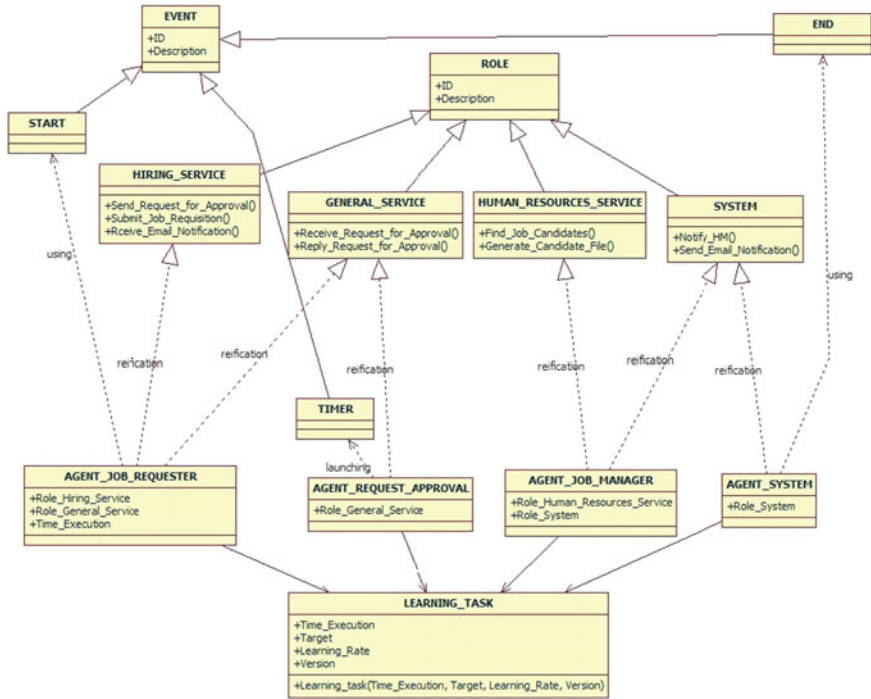 EVENT
+ID
+Description
END
ROLE
+ID
+Description
START
HIRING_SERVICE
+Send_Request_for_Approval()
+Submit_Job_Requisition()
+Rceive_Email_Notification()
GENERAL_SERVICE
+Receive_Request_for_Approval()
+Reply_Request_for_Approval()
HUMAN_RESOURCES_SERVICE
+Find_Job_Candidates()
+Generate_Candidate_File()
SYSTEM
+Notify_HM()
+Send_Email_Notification()
using
using
reification
reification
reification
reification
reification
reification
TIMER
launching
AGENT_JOB_REQUESTER
+Role_Hiring_Service
+Role_General_Service
+Time_Execution
AGENT_REQUEST_APPROVAL
+Role_General_Service
AGENT_JOB_MANAGER
+Role_Human_Resources_Service
+Role_System
AGENT_SYSTEM
+Role_System
LEARNING_TASK
+Time_Execution
+Target
+Learning_Rate
+Version
+Learning_task(Time_Execution, Target, Learning_Rate, Version)